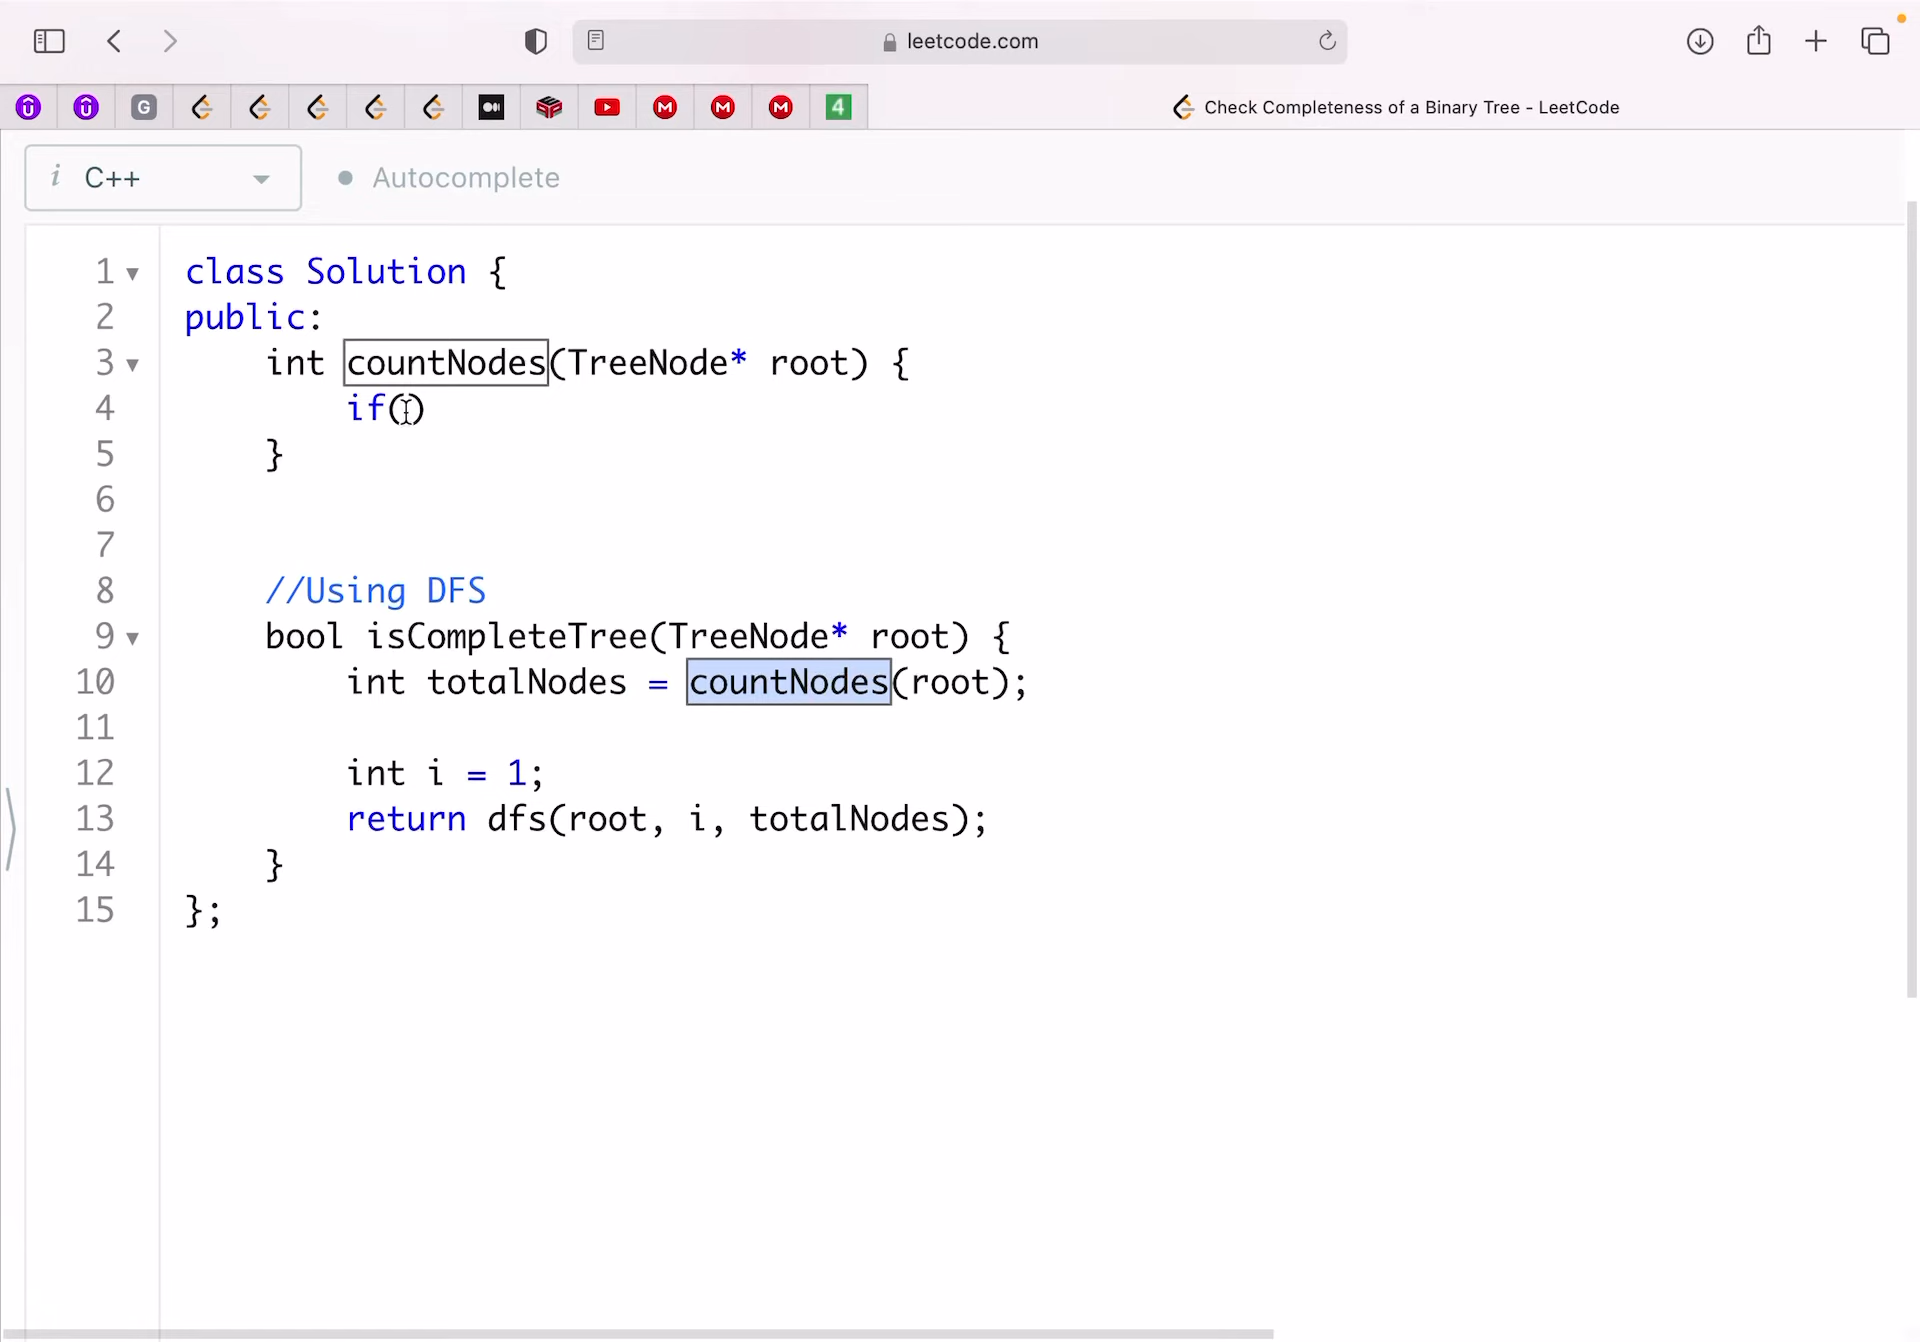 leetcode.com
G
4
Check Completeness of a Binary Tree - LeetCode
i C++
Autocomplete
1 class Solution {
2 public:
3 int countNodes(TreeNode* root) {
4 if()
5 }
6
7
8 //Using DFS
9 bool isCompleteTree(TreeNode* root) {
10 int totalNodes = countNodes(root);
11
12 int i = 1;
13 return dfs(root, i, totalNodes);
14 }
15 };